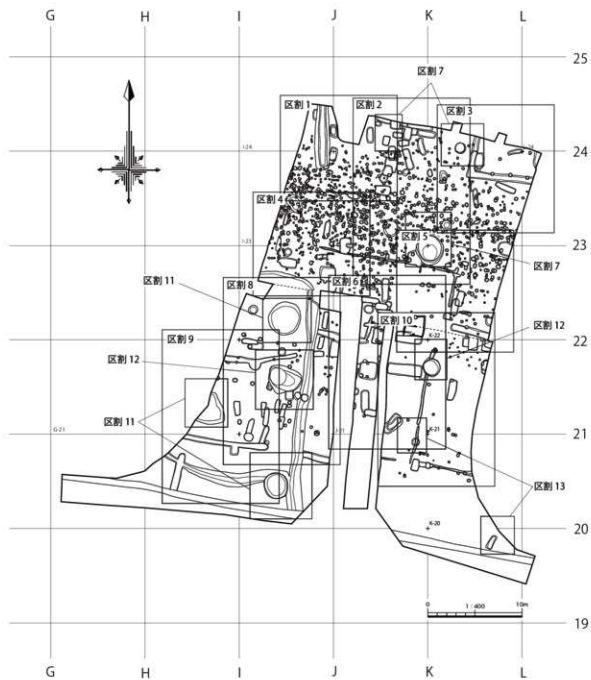 G H I J K L
25
区割 7
区割 1
区割 2
区割 3
I-24
24
区割 4
I-23
区割 5
23
区割 7
区割 11
区割 8
区割 6
区割 10
区割 12
K-22
区割 9
22
区割 12
区割 11
G-21
J-21
K-21
21
区割 13
K-20
20
0 1 : 400 10m
19
G H I J K L